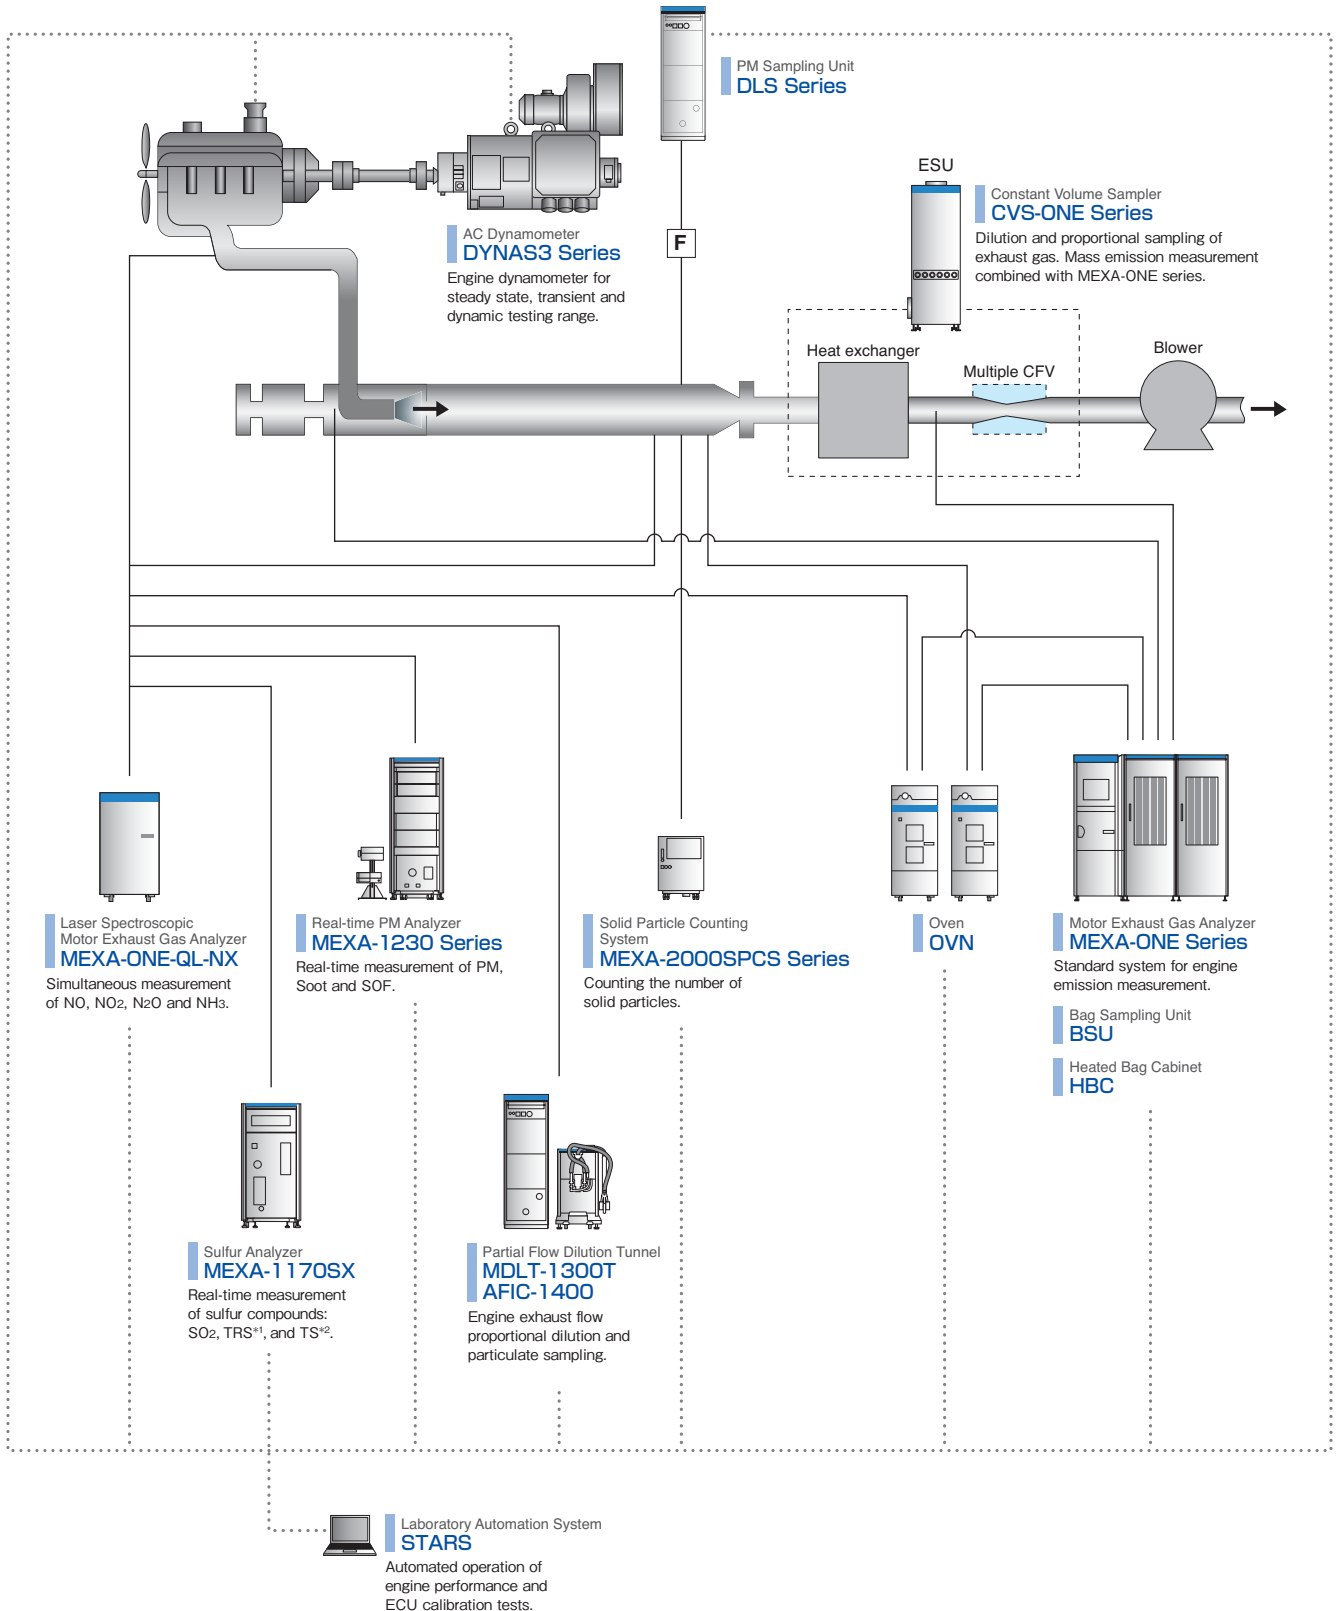 PM Sampling Unit
DLS Series
ESU
Constant Volume Sampler
CVS-ONE Series
Dilution and proportional sampling of
exhaust gas. Mass emission measurement
combined with MEXA-ONE series.
AC Dynamometer
DYNAS3 Series
Engine dynamometer for
steady state, transient and
dynamic testing range.
F
Heat exchanger
Multiple CFV
Blower
Laser Spectroscopic
Motor Exhaust Gas Analyzer
MEXA-ONE-QL-NX
Simultaneous measurement
of NO, NO2, N2O and NH3.
Real-time PM Analyzer
MEXA-1230 Series
Real-time measurement of PM,
Soot and SOF.
Solid Particle Counting
System
MEXA-2000SPCS Series
Counting the number of
solid particles.
Oven
OVN
Motor Exhaust Gas Analyzer
MEXA-ONE Series
Standard system for engine
emission measurement.
Bag Sampling Unit
BSU
Heated Bag Cabinet
HBC
Sulfur Analyzer
MEXA-1170SX
Real-time measurement
of sulfur compounds:
SO2, TRS*1, and TS*2.
Partial Flow Dilution Tunnel
MDLT-1300T
AFIC-1400
Engine exhaust flow
proportional dilution and
particulate sampling.
Laboratory Automation System
STARS
Automated operation of
engine performance and
ECU calibration tests.